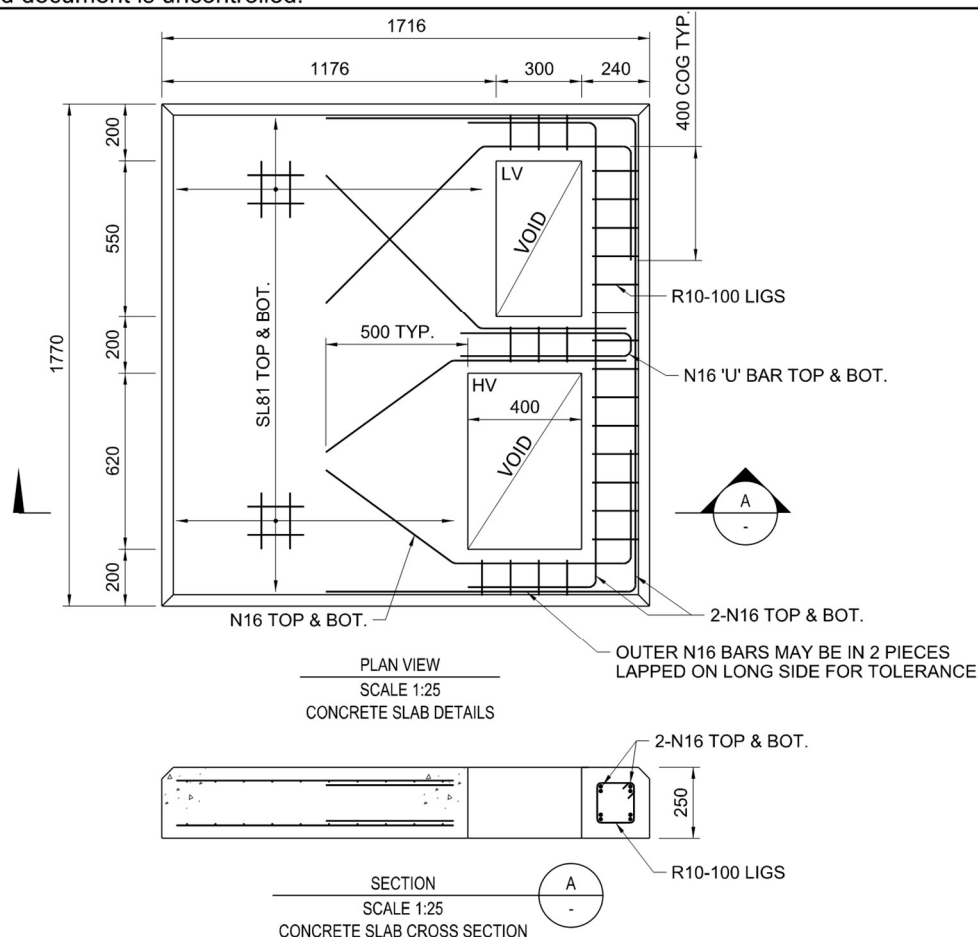 d document is uncontrolled.
1716
1176
300
240
400 COG TYP.
200
550
200
620
200
1770
SL81 TOP & BOT.
LV
VOID
R10-100 LIGS
500 TYP.
N16 'U' BAR TOP & BOT.
HV
400
VOID
A
-
N16 TOP & BOT.
2-N16 TOP & BOT.
OUTER N16 BARS MAY BE IN 2 PIECES
LAPPED ON LONG SIDE FOR TOLERANCE
PLAN VIEW
SCALE 1:25
CONCRETE SLAB DETAILS
2-N16 TOP & BOT.
250
R10-100 LIGS
SECTION
A
-
SCALE 1:25
CONCRETE SLAB CROSS SECTION